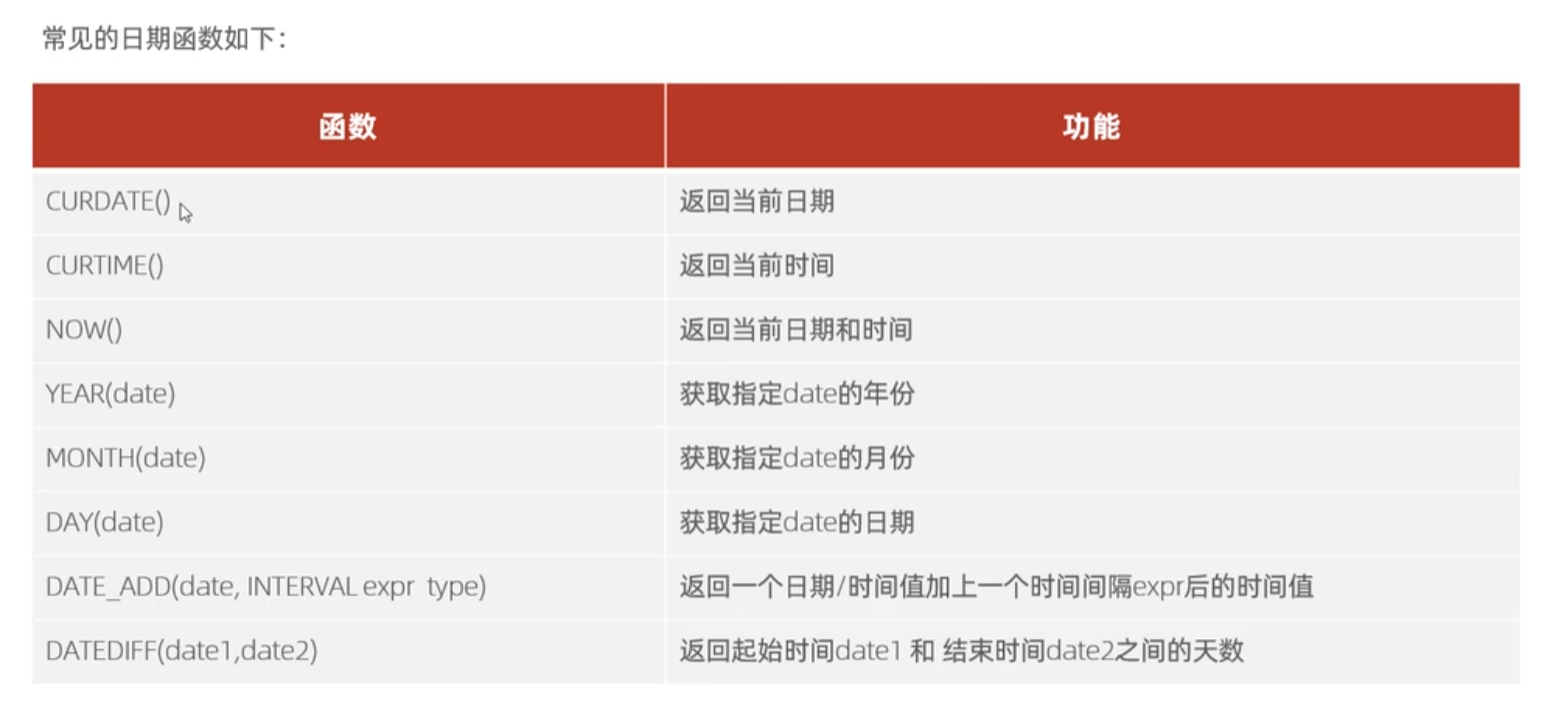 常见的日期函数如下：
函数 功能
CURDATE() 返回当前日期
CURTIME() 返回当前时间
NOW() 返回当前日期和时间
YEAR(date) 获取指定date的年份
MONTH(date) 获取指定date的月份
DAY(date) 获取指定date的日期
DATE_ADD(date, INTERVAL expr type) 返回一个日期/时间值加上一个时间间隔expr后的时间值
DATEDIFF(date1,date2) 返回起始时间date1 和 结束时间date2之间的天数